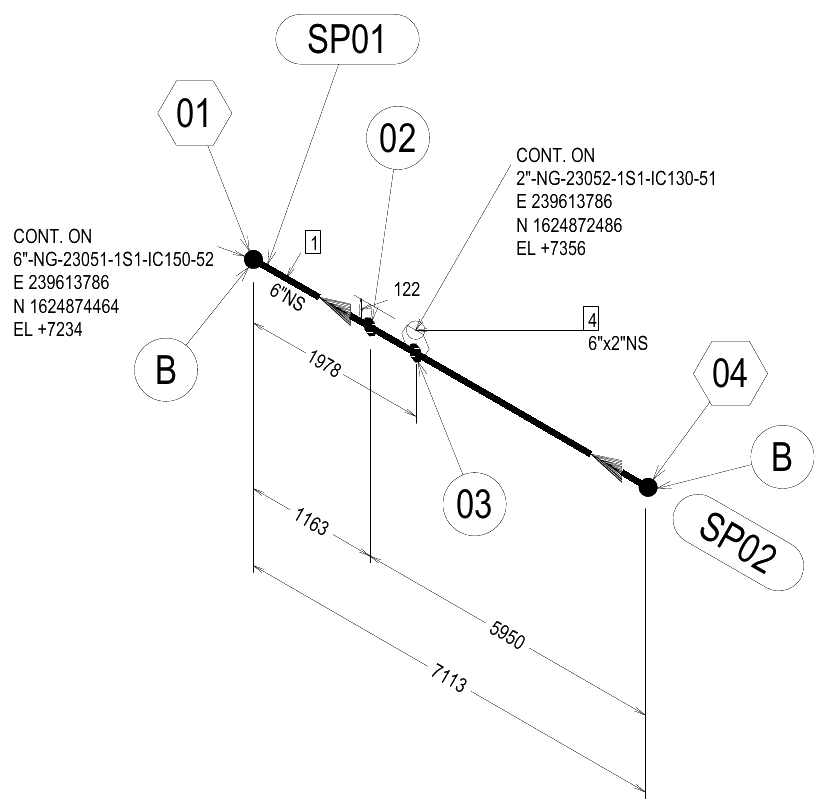 SP01
01
02
CONT. ON
2"-NG-23052-1S1-IC130-51
E 239613786
N 1624872486
EL +7356
CONT. ON
6"-NG-23051-1S1-IC150-52
E 239613786
N 1624874464
EL +7234
1
6"NS
122
4
6"x2"NS
B
1978
04
B
03
SP02
1163
5950
7113